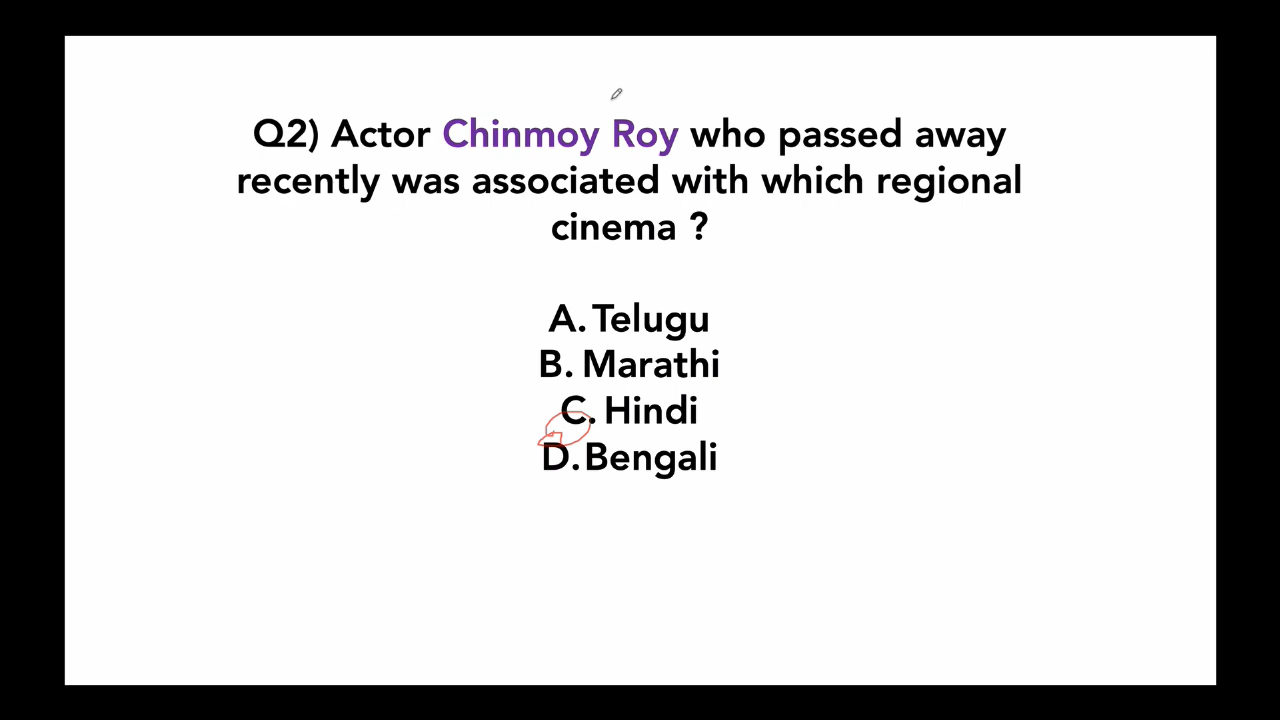 Q2) Actor Chinmoy Roy who passed away
recently was associated with which regional
cinema ?
A. Telugu
B. Marathi
C. Hindi
D. Bengali